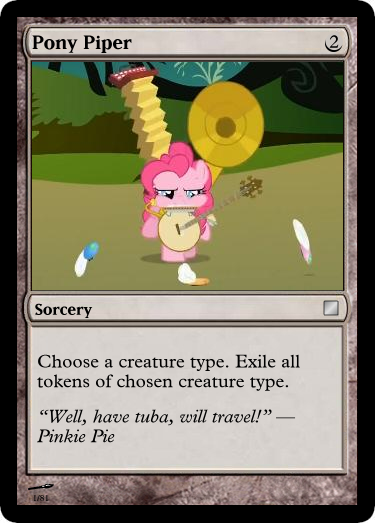 Pony Piper 2
Sorcery
Choose a creature type. Exile all
tokens of chosen creature type.
“Well, have tuba, will travel!” —
Pinkie Pie
1/81